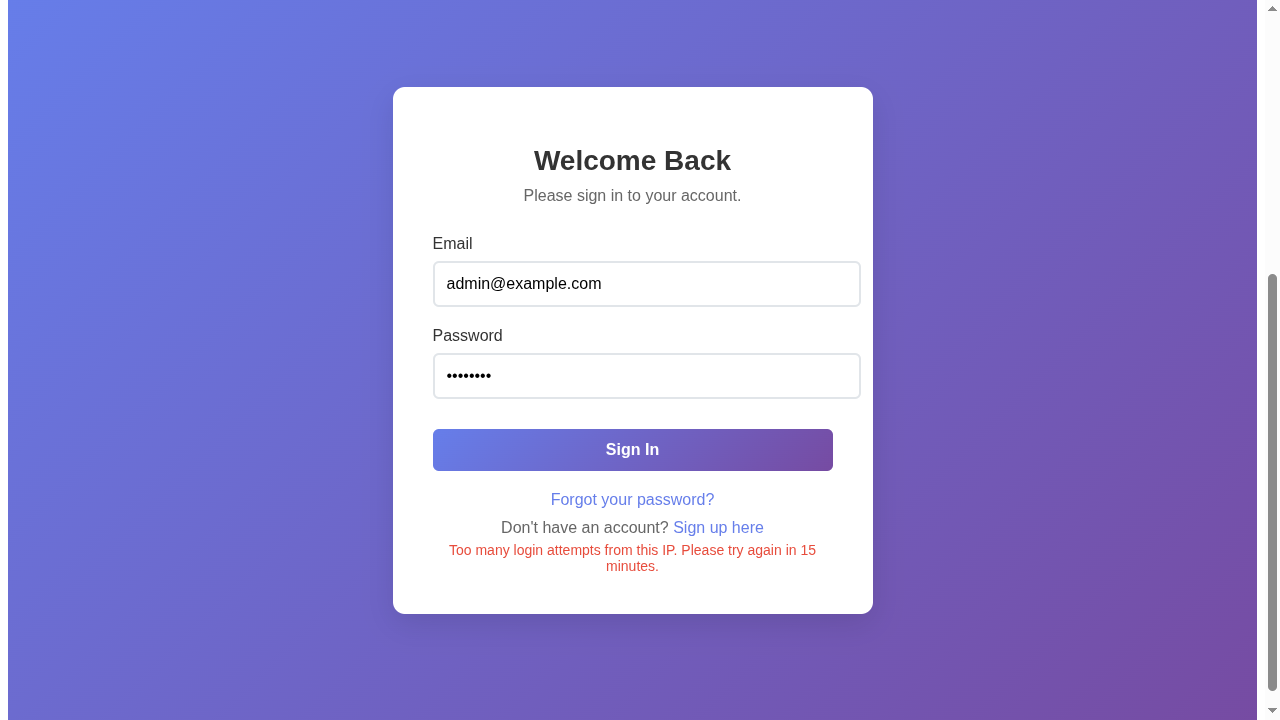 Welcome Back
Please sign in to your account.
Email
admin@example.com
Password
••••••••
Sign In
Forgot your password?
Don't have an account? Sign up here
Too many login attempts from this IP. Please try again in 15
minutes.